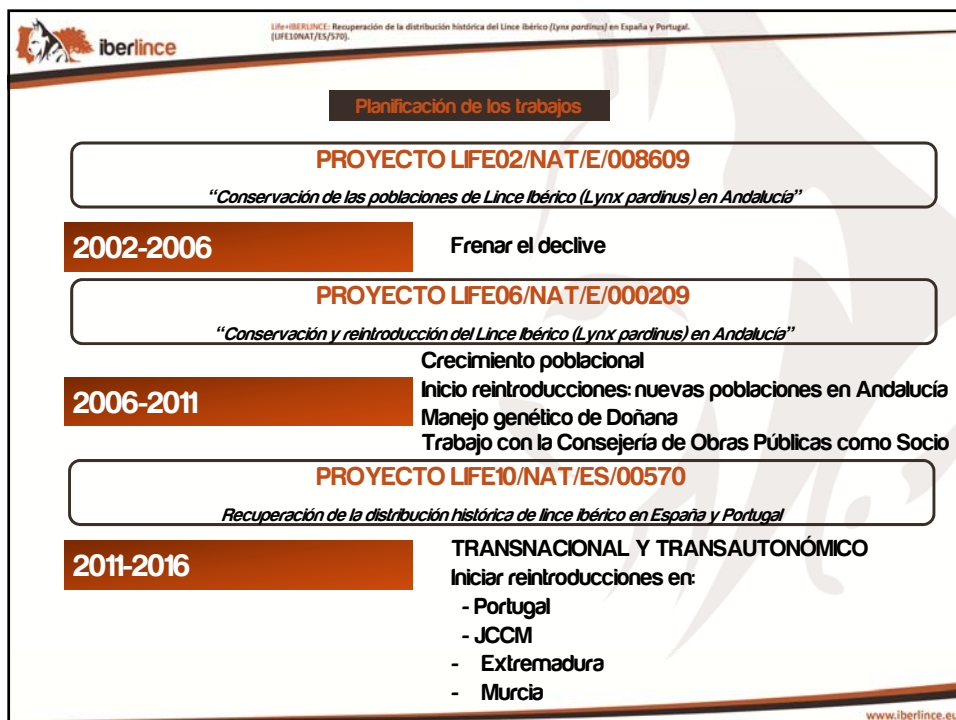 Life+IBERLINCE: Recuperación de la distribución histórica del Lince ibérico (Lynx pardinus) en España y Portugal.
(LIFE10NAT/ES/570).
iberlince
Planificación de los trabajos
PROYECTO LIFE02/NAT/E/008609
“Conservación de las poblaciones de Lince Ibérico (Lynx pardinus) en Andalucía”
2002-2006
Frenar el declive
PROYECTO LIFE06/NAT/E/000209
“Conservación y reintroducción del Lince Ibérico (Lynx pardinus) en Andalucía”
2006-2011
Crecimiento poblacional
Inicio reintroducciones: nuevas poblaciones en Andalucía
Manejo genético de Doñana
Trabajo con la Consejería de Obras Públicas como Socio
PROYECTO LIFE10/NAT/ES/00570
Recuperación de la distribución histórica de lince ibérico en España y Portugal
2011-2016
TRANSNACIONAL Y TRANSAUTONÓMICO
Iniciar reintroducciones en:
- Portugal
- JCCM
- Extremadura
- Murcia
www.iberlince.eu